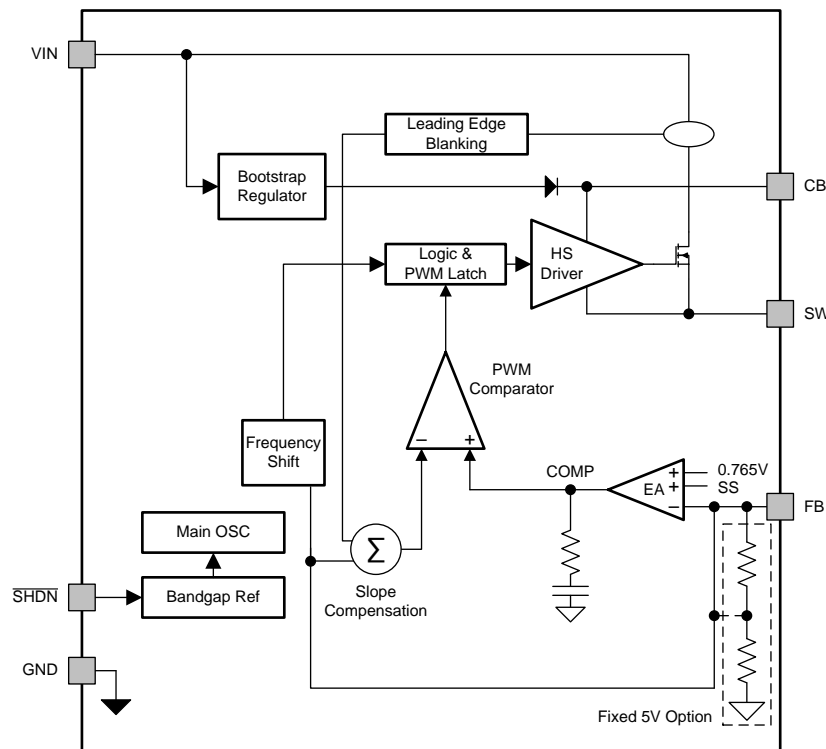 VIN
Leading Edge
Blanking
Bootstrap
Regulator
CB
Logic &
PWM Latch
HS
Driver
SW
PWM
Comparator
−
+
Frequency
Shift
COMP
EA
+
+
−
0.765V
SS
FB
Main OSC
Σ
SHDN
Bandgap Ref
Slope
Compensation
GND
Fixed 5V Option